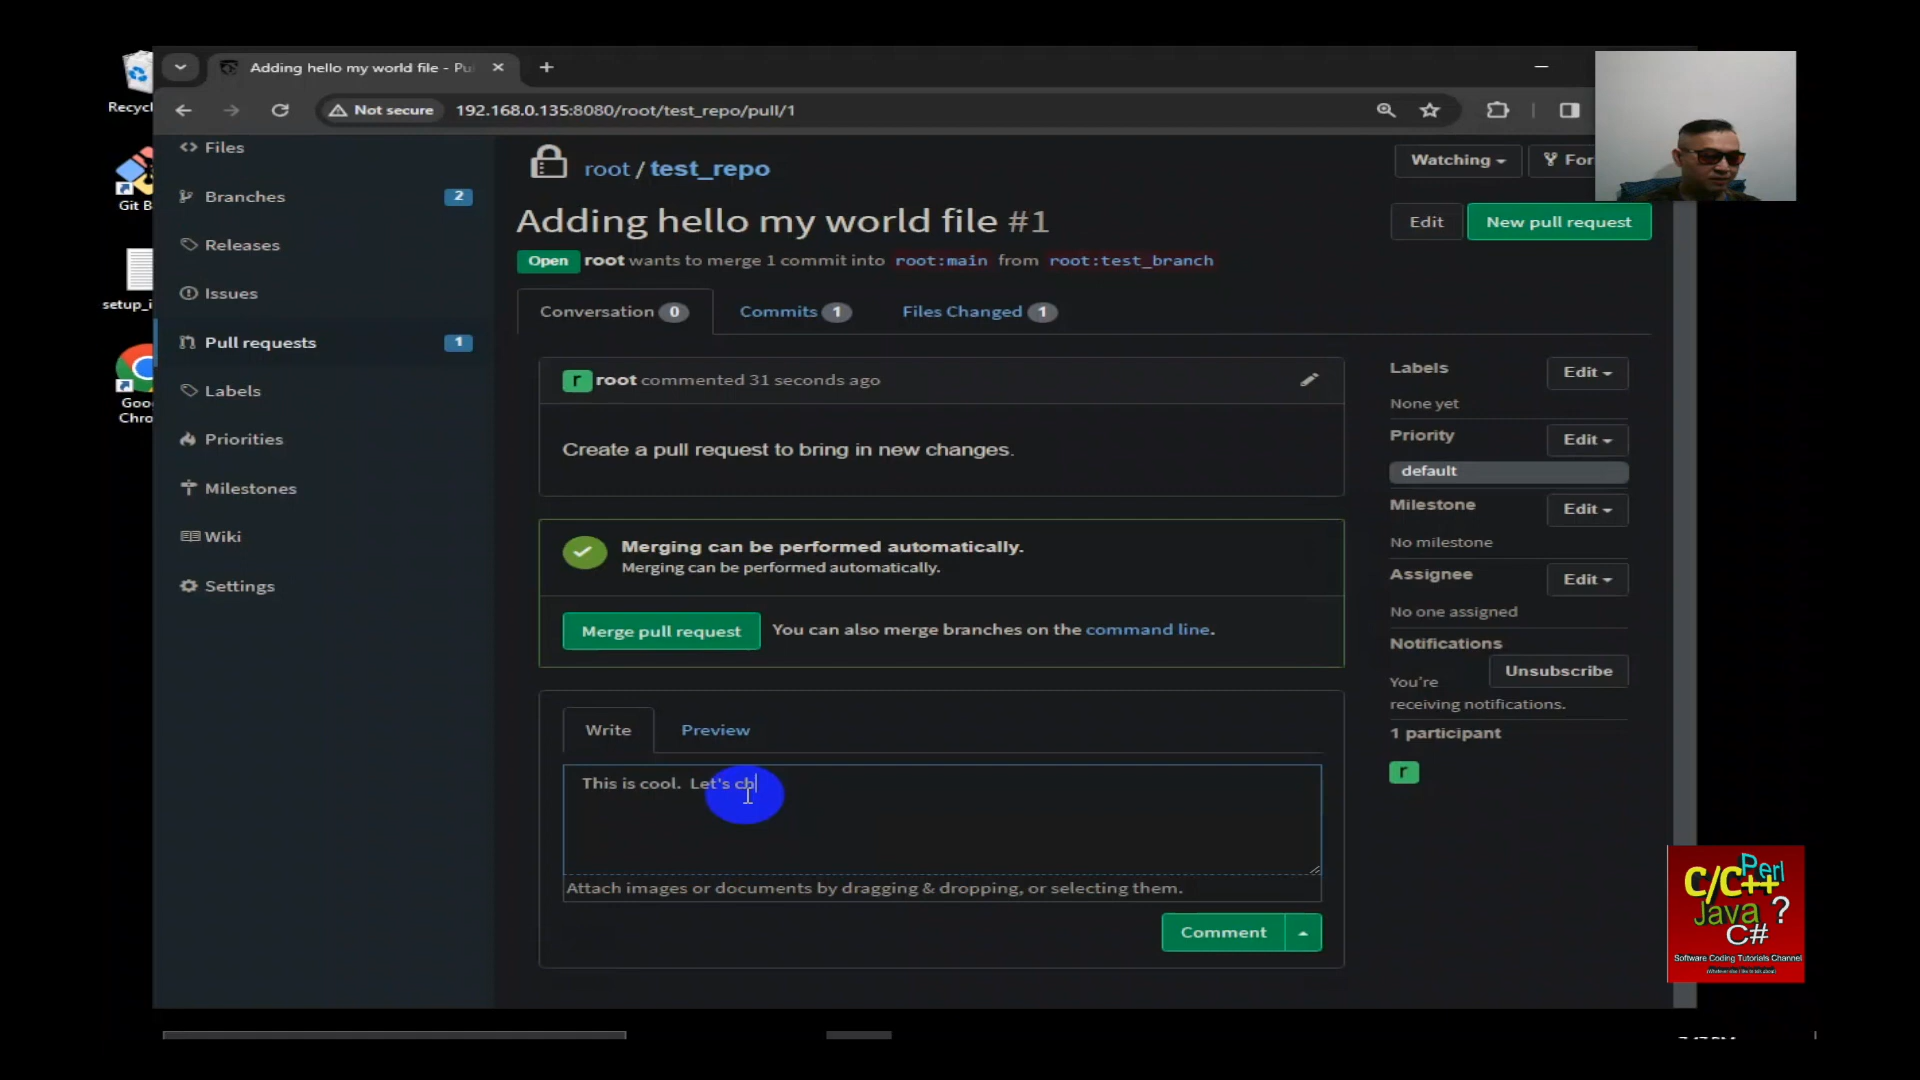 Adding hello my world file - Pu
Recycl
Not secure
192.168.0.135:8080/root/test_repo/pull/1
Files
root / test_repo
Watching
For
Git B
Branches
2
Adding hello my world file #1
Edit
New pull request
Releases
Open
root wants to merge 1 commit into root:main from root:test_branch
setup_i
Issues
Conversation 0
Commits 1
Files Changed 1
Pull requests
1
Labels
Edit
r
root commented 31 seconds ago
Goo
Chro
Labels
None yet
Priorities
Create a pull request to bring in new changes.
Priority
Edit
default
Milestones
Milestone
Edit
Wiki
Merging can be performed automatically.
Merging can be performed automatically.
No milestone
Settings
Assignee
Edit
No one assigned
Merge pull request
You can also merge branches on the command line.
Notifications
Unsubscribe
You're
receiving notifications.
Write
Preview
1 participant
r
This is cool.  Let's ch
Attach images or documents by dragging & dropping, or selecting them.
Comment
Perl
C/C++
Java ?
C#
Software Coding Tutorials Channel